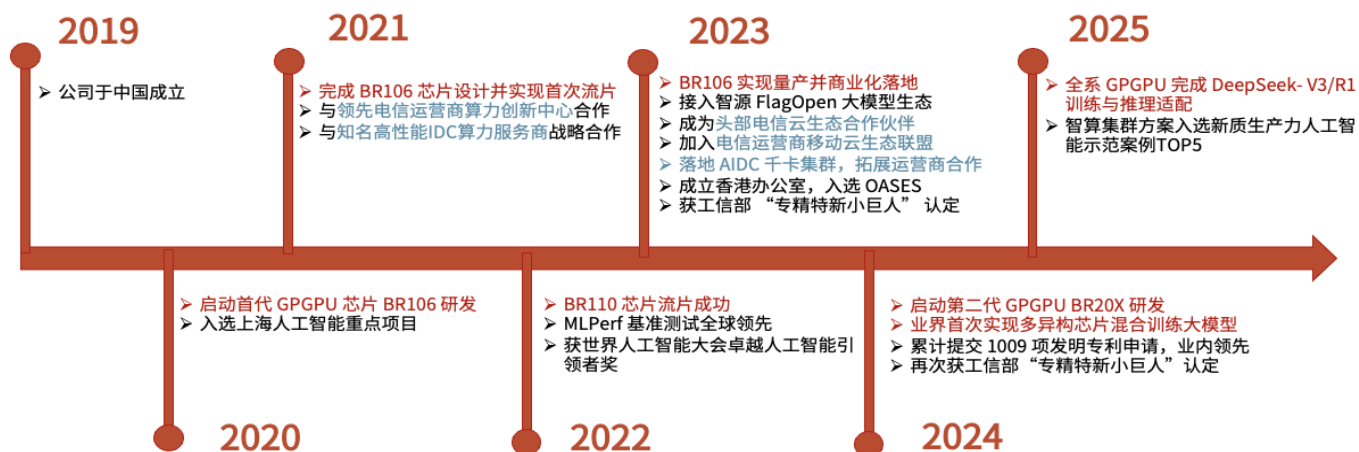 2019
➢ 公司于中国成立
2021
➢ 完成 BR106 芯片设计并实现首次流片
➢ 与领先电信运营商算力创新中心合作
➢ 与知名高性能IDC算力服务商战略合作
2023
➢ BR106 实现量产并商业化落地
➢ 接入智源 FlagOpen 大模型生态
➢ 成为头部电信云生态合作伙伴
➢ 加入电信运营商移动云生态联盟
➢ 落地 AIDC 千卡集群，拓展运营商合作
➢ 成立香港办公室，入选 OASES
➢ 获工信部 “专精特新小巨人” 认定
2025
➢ 全系 GPGPU 完成 DeepSeek- V3/R1
训练与推理适配
➢ 智算集群方案入选新质生产力人工智
能示范案例TOP5
➢ 启动首代 GPGPU 芯片 BR106 研发
➢ 入选上海人工智能重点项目
2020
➢ BR110 芯片流片成功
➢ MLPerf 基准测试全球领先
➢ 获世界人工智能大会卓越人工智能引
领者奖
2022
➢ 启动第二代 GPGPU BR20X 研发
➢ 业界首次实现多异构芯片混合训练大模型
➢ 累计提交 1009 项发明专利申请，业内领先
➢ 再次获工信部“专精特新小巨人” 认定
2024